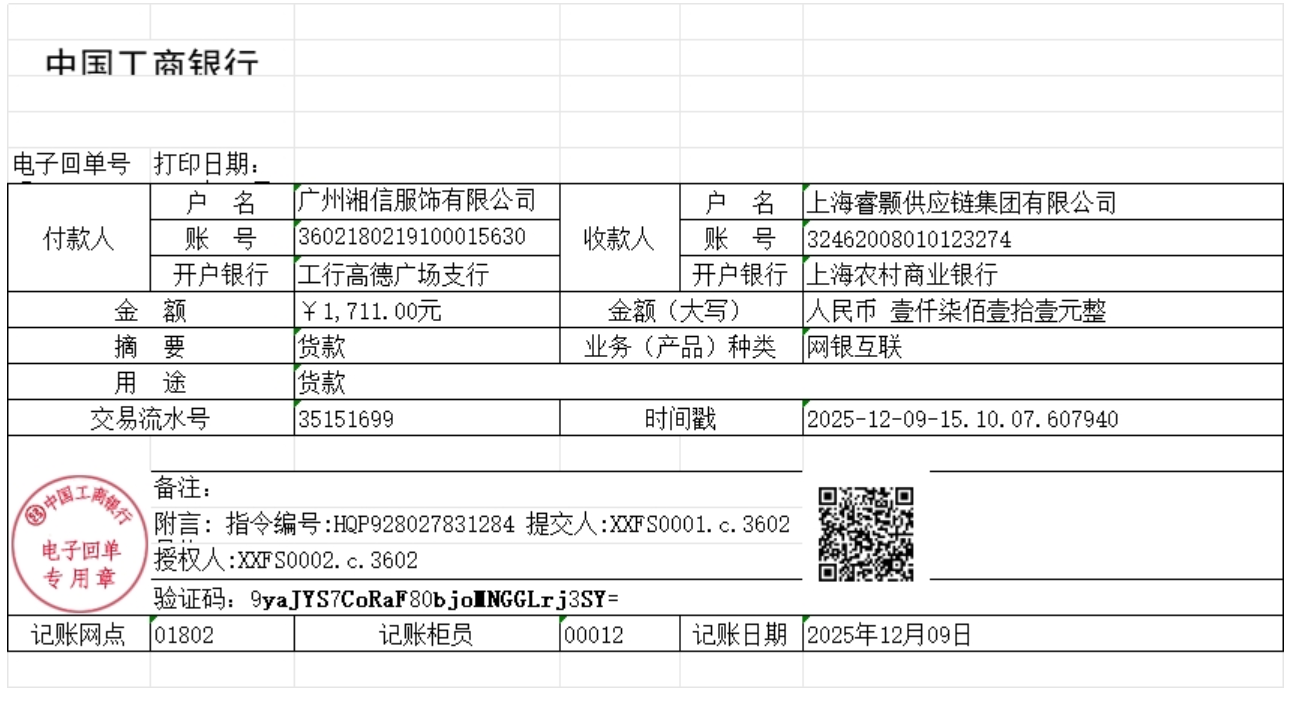 中国工商银行
电子回单号 打印日期：
付款人 户 名 广州湘信服饰有限公司 收款人 户 名 上海睿颢供应链集团有限公司
账 号 3602180219100015630 账 号 32462008010123274
开户银行 工行高德广场支行 开户银行 上海农村商业银行
金 额 ￥1,711.00元 金额（大写） 人民币 壹仟柒佰壹拾壹元整
摘 要 货款 业务（产品）种类 网银互联
用 途 货款
交易流水号 35151699 时间戳 2025-12-09-15.10.07.607940
中国工商银行
电子回单
专用章
备注：
附言: 指令编号:HQP928027831284 提交人:XXFS0001.c.3602
授权人:XXFS0002.c.3602
验证码: 9yaJYS7CoRaF80bjoMNGGLrj3SY=
记账网点 01802 记账柜员 00012 记账日期 2025年12月09日